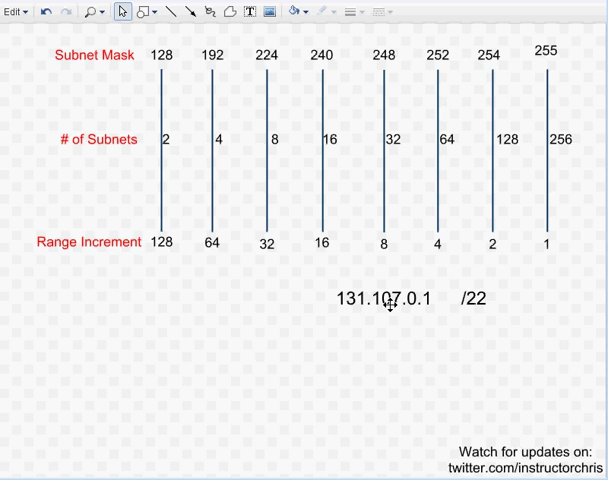 Edit
Subnet Mask 128 192 224 240 248 252 254 255
# of Subnets 2 4 8 16 32 64 128 256
Range Increment 128 64 32 16 8 4 2 1
131.107.0.1 /22
Watch for updates on:
twitter.com/instructorchris